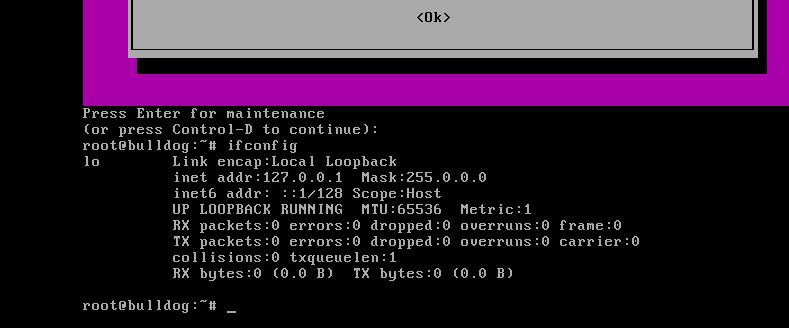 <Ok>
Press Enter for maintenance
(or press Control-D to continue):
root@bulldog:~# ifconfig
lo        Link encap:Local Loopback
          inet addr:127.0.0.1  Mask:255.0.0.0
          inet6 addr: ::1/128 Scope:Host
          UP LOOPBACK RUNNING  MTU:65536  Metric:1
          RX packets:0 errors:0 dropped:0 overruns:0 frame:0
          TX packets:0 errors:0 dropped:0 overruns:0 carrier:0
          collisions:0 txqueuelen:1
          RX bytes:0 (0.0 B)  TX bytes:0 (0.0 B)
root@bulldog:~# _